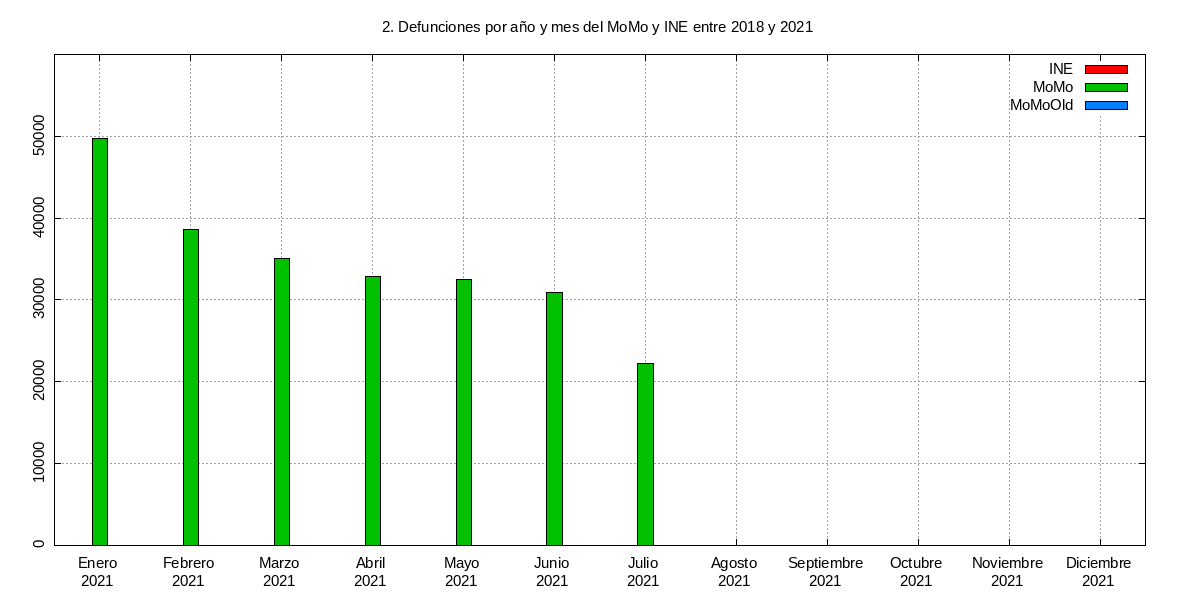 2. Defunciones por año y mes del MoMo y INE entre 2018 y 2021
INE
MoMo
MoMoOld
50000
40000
30000
20000
10000
0
Enero
2021
Febrero
2021
Marzo
2021
Abril
2021
Mayo
2021
Junio
2021
Julio
2021
Agosto
2021
Septiembre
2021
Octubre
2021
Noviembre
2021
Diciembre
2021